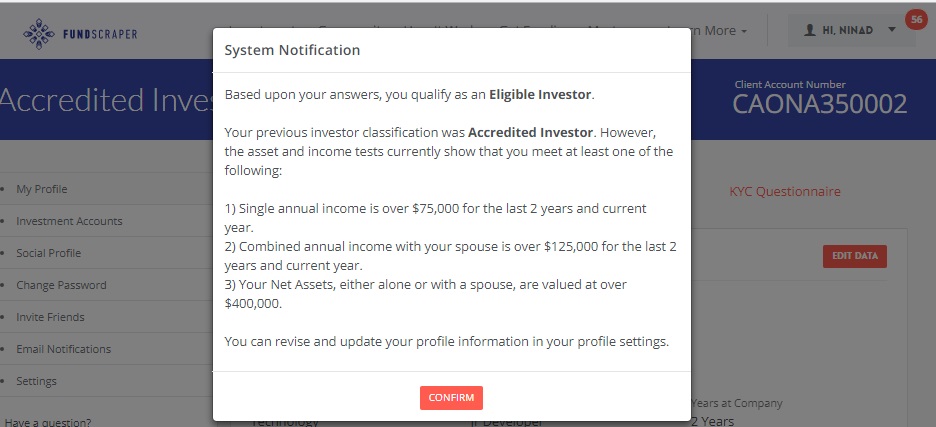 FUNDSCRAPER
n More
HI, NINAD
56
Accredited Inve
Client Account Number
CAONA350002
System Notification
Based upon your answers, you qualify as an Eligible Investor.
Your previous investor classification was Accredited Investor. However,
the asset and income tests currently show that you meet at least one of the
following:
1) Single annual income is over $75,000 for the last 2 years and current
year.
2) Combined annual income with your spouse is over $125,000 for the last 2
years and current year.
3) Your Net Assets, either alone or with a spouse, are valued at over
$400,000.
You can revise and update your profile information in your profile settings.
CONFIRM
My Profile
Investment Accounts
Social Profile
Change Password
Invite Friends
Email Notifications
Settings
Have a question?
KYC Questionnaire
EDIT DATA
Years at Company
Technology
Jr Developer
2 Years